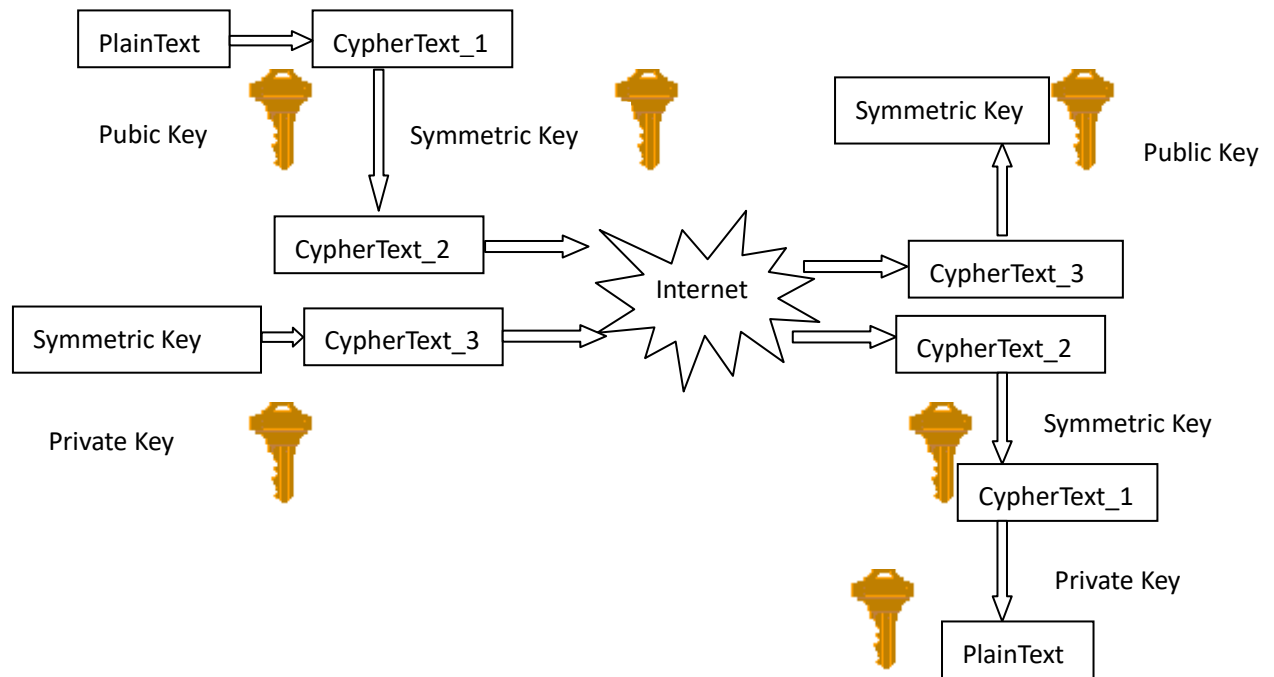 PlainText
CypherText_1
Pubic Key
Symmetric Key
CypherText_2
Symmetric Key
CypherText_3
Private Key
Internet
Symmetric Key
Public Key
CypherText_3
CypherText_2
Symmetric Key
CypherText_1
Private Key
PlainText